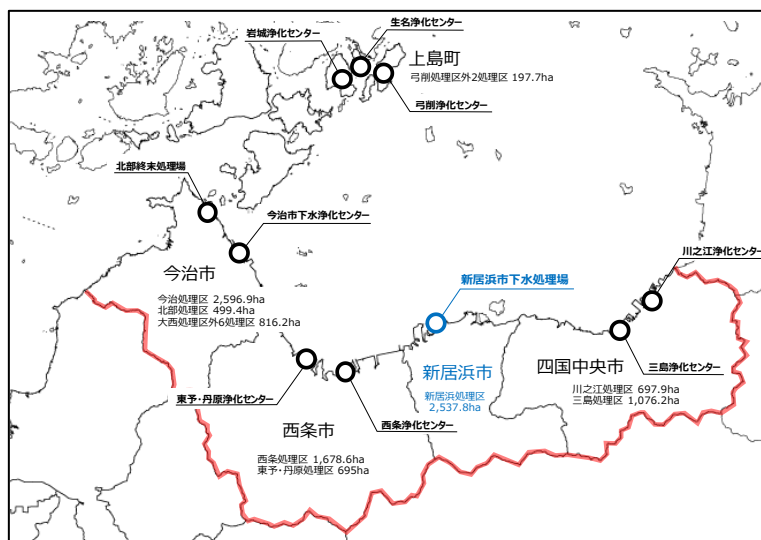 生名浄化センター
岩城浄化センター
上島町
弓削処理区外2処理区 197.7ha
弓削浄化センター
北部終末処理場
今治市下水浄化センター
川之江浄化センター
今治市
新居浜市下水処理場
今治処理区 2,596.9ha
北部処理区 499.4ha
大西処理区外6処理区 816.2ha
四国中央市
三島浄化センター
新居浜市
川之江処理区 697.9ha
三島処理区 1,076.2ha
新居浜処理区
2,537.8ha
東予・丹原浄化センター
西条浄化センター
西条市
西条処理区 1,678.6ha
東予・丹原処理区 695ha